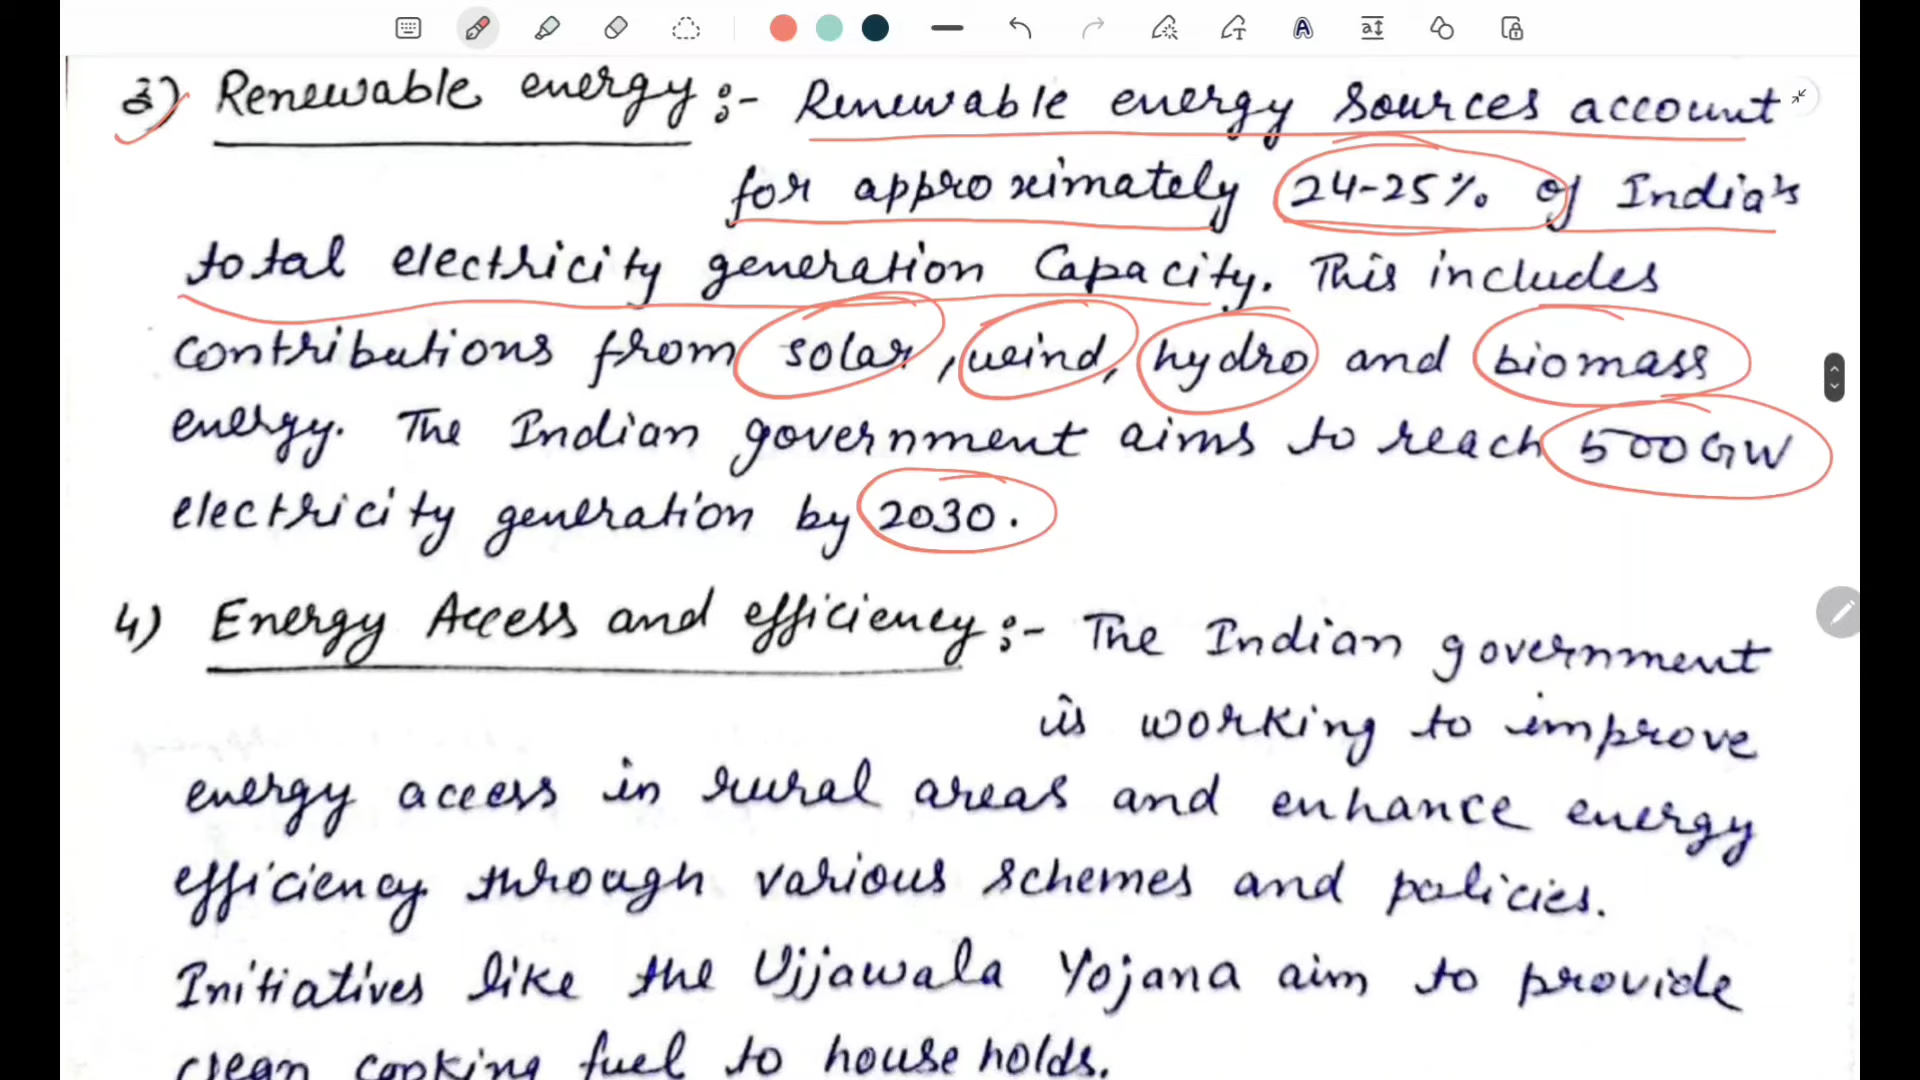 3) Renewable energy :- Renewable energy sources account
for approximately 24-25% of India's
total electricity generation Capacity. This includes
contributions from solar, wind, hydro and biomass
energy. The Indian government aims to reach 500GW
electricity generation by 2030.
4) Energy Access and efficiency :- The Indian government
is working to improve
energy access in rural areas and enhance energy
efficiency through various schemes and policies.
Initiatives like the Ujjawala Yojana aim to provide
clean cooking fuel to house holds.